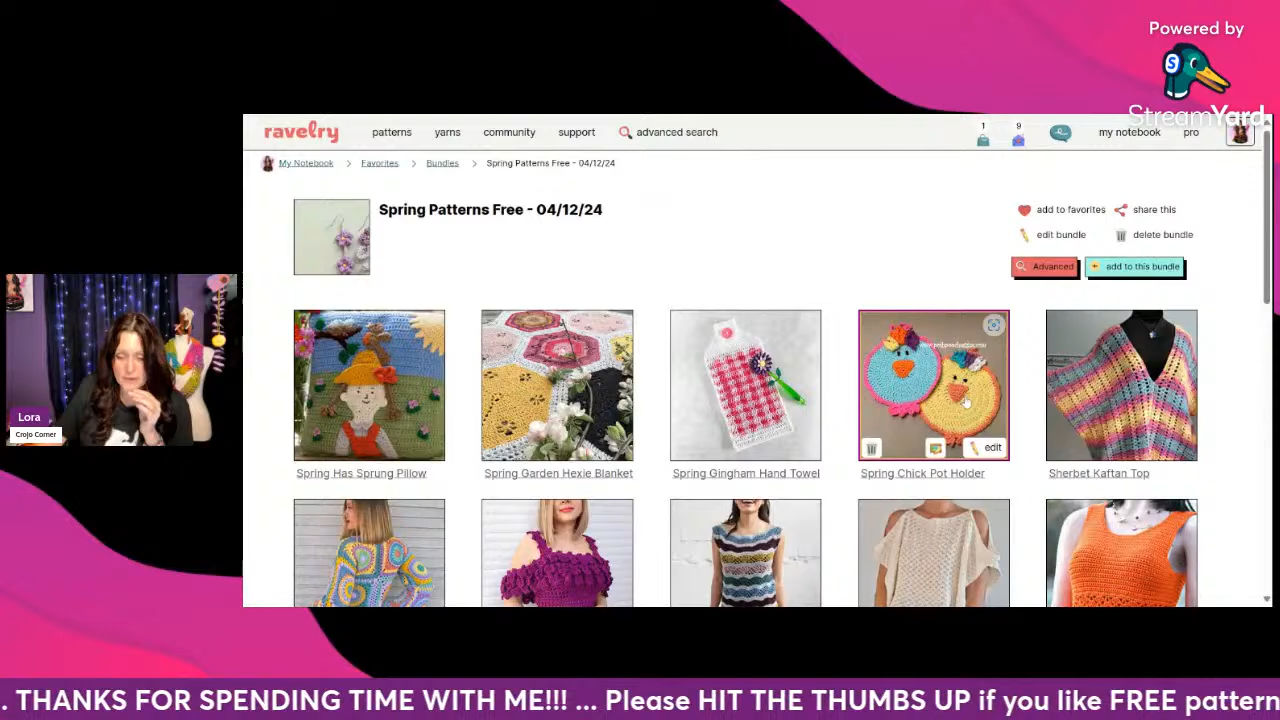 Powered by
StreamYard
ravelry patterns yarns community support advanced search 1 9 my notebook pro
My Notebook > Favorites > Bundles > Spring Patterns Free - 04/12/24
Spring Patterns Free - 04/12/24
add to favorites share this
edit bundle delete bundle
Advanced add to this bundle
edit
Spring Has Sprung Pillow Spring Garden Hexie Blanket Spring Gingham Hand Towel Spring Chick Pot Holder Sherbet Kaftan Top
Lora
Crojo Corner
. THANKS FOR SPENDING TIME WITH ME!!! ... Please HIT THE THUMBS UP if you like FREE pattern